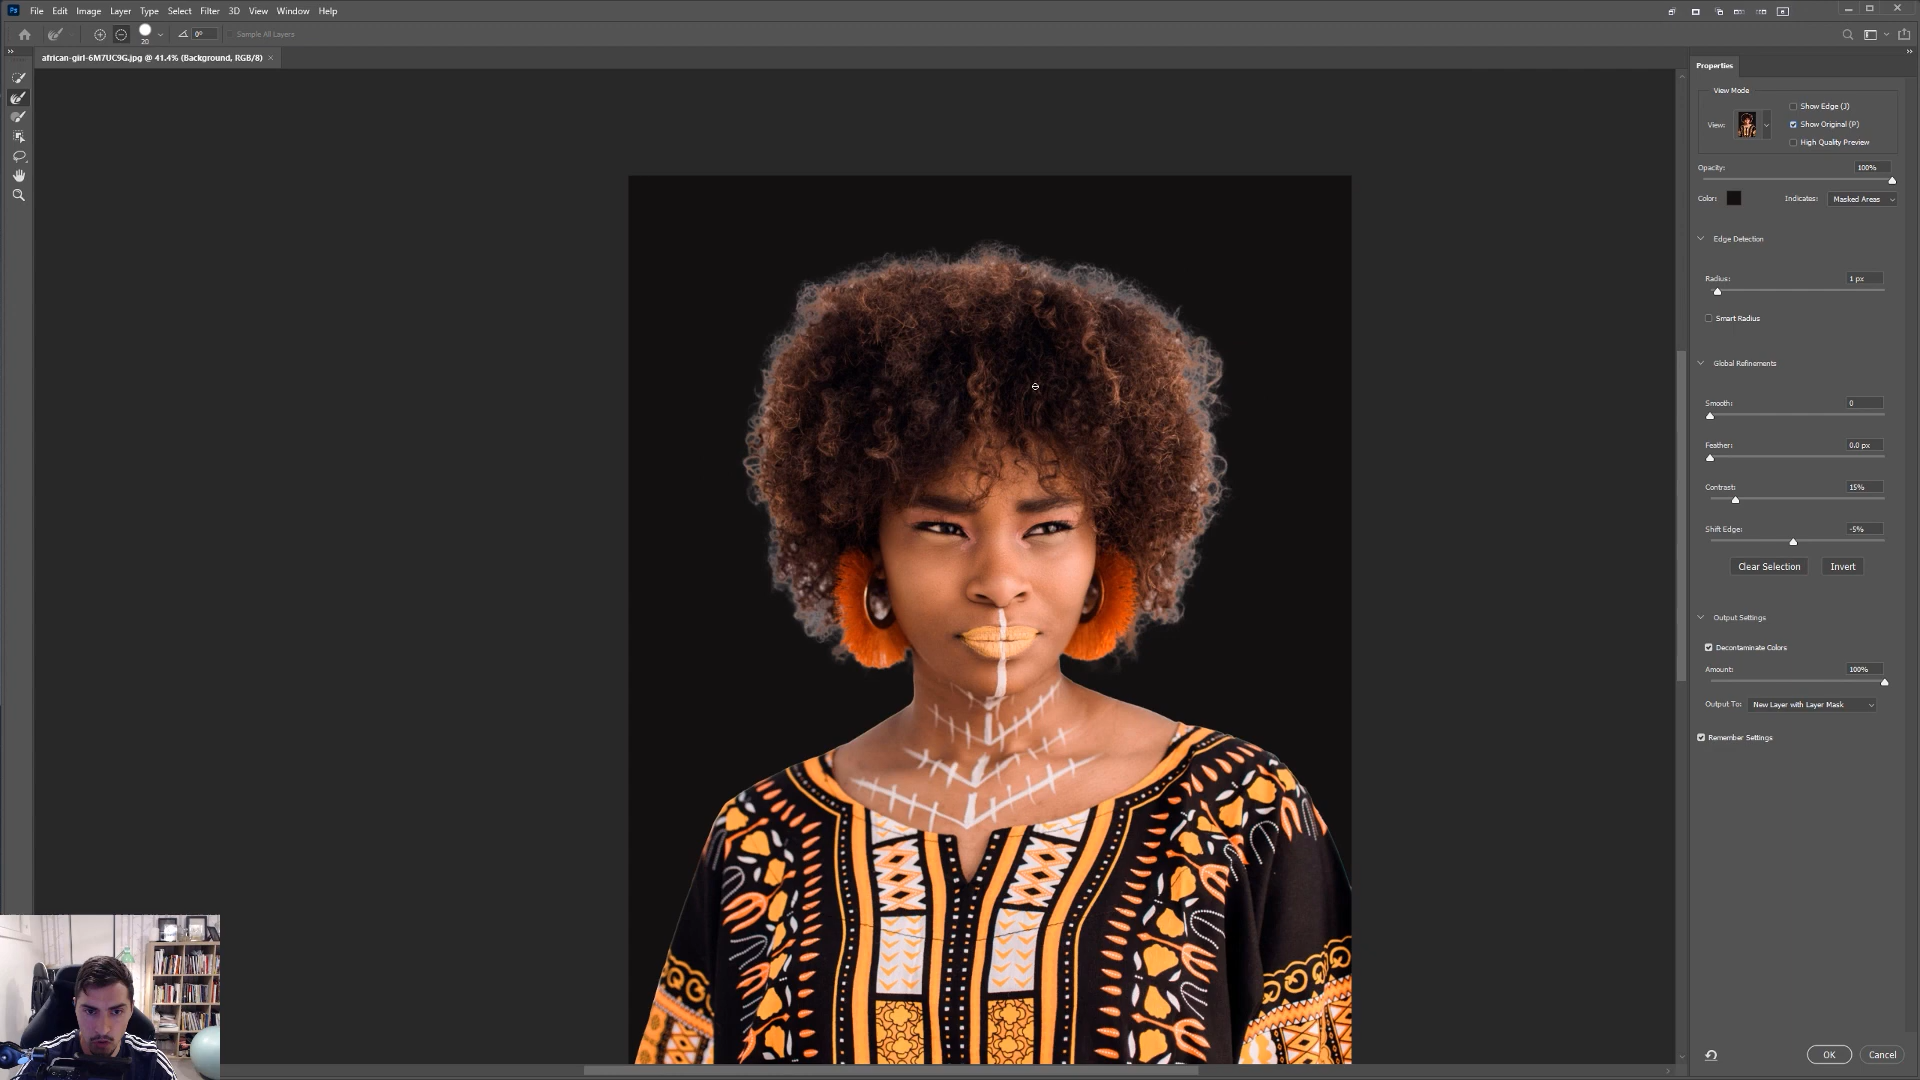 Ps File Edit Image Layer Type Select Filter 3D View Window Help
20 0° Sample All Layers
african-girl-6M7UC9G.jpg @ 41.4% (Background, RGB/8) ×
Properties
View Mode
View:
Show Edge (J)
Show Original (P)
High Quality Preview
Opacity: 100%
Color: Indicates: Masked Areas
Edge Detection
Radius: 1 px
Smart Radius
Global Refinements
Smooth: 0
Feather: 0.0 px
Contrast: 15%
Shift Edge: -5%
Clear Selection Invert
Output Settings
Decontaminate Colors
Amount: 100%
Output To: New Layer with Layer Mask
Remember Settings
OK Cancel